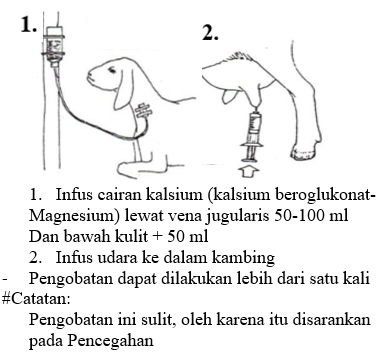 1.
2.
1. Infus cairan kalsium (kalsium beroglukonat-
Magnesium) lewat vena jugularis 50-100 ml
Dan bawah kulit + 50 ml
2. Infus udara ke dalam kambing
- Pengobatan dapat dilakukan lebih dari satu kali
#Catatan:
Pengobatan ini sulit, oleh karena itu disarankan
pada Pencegahan